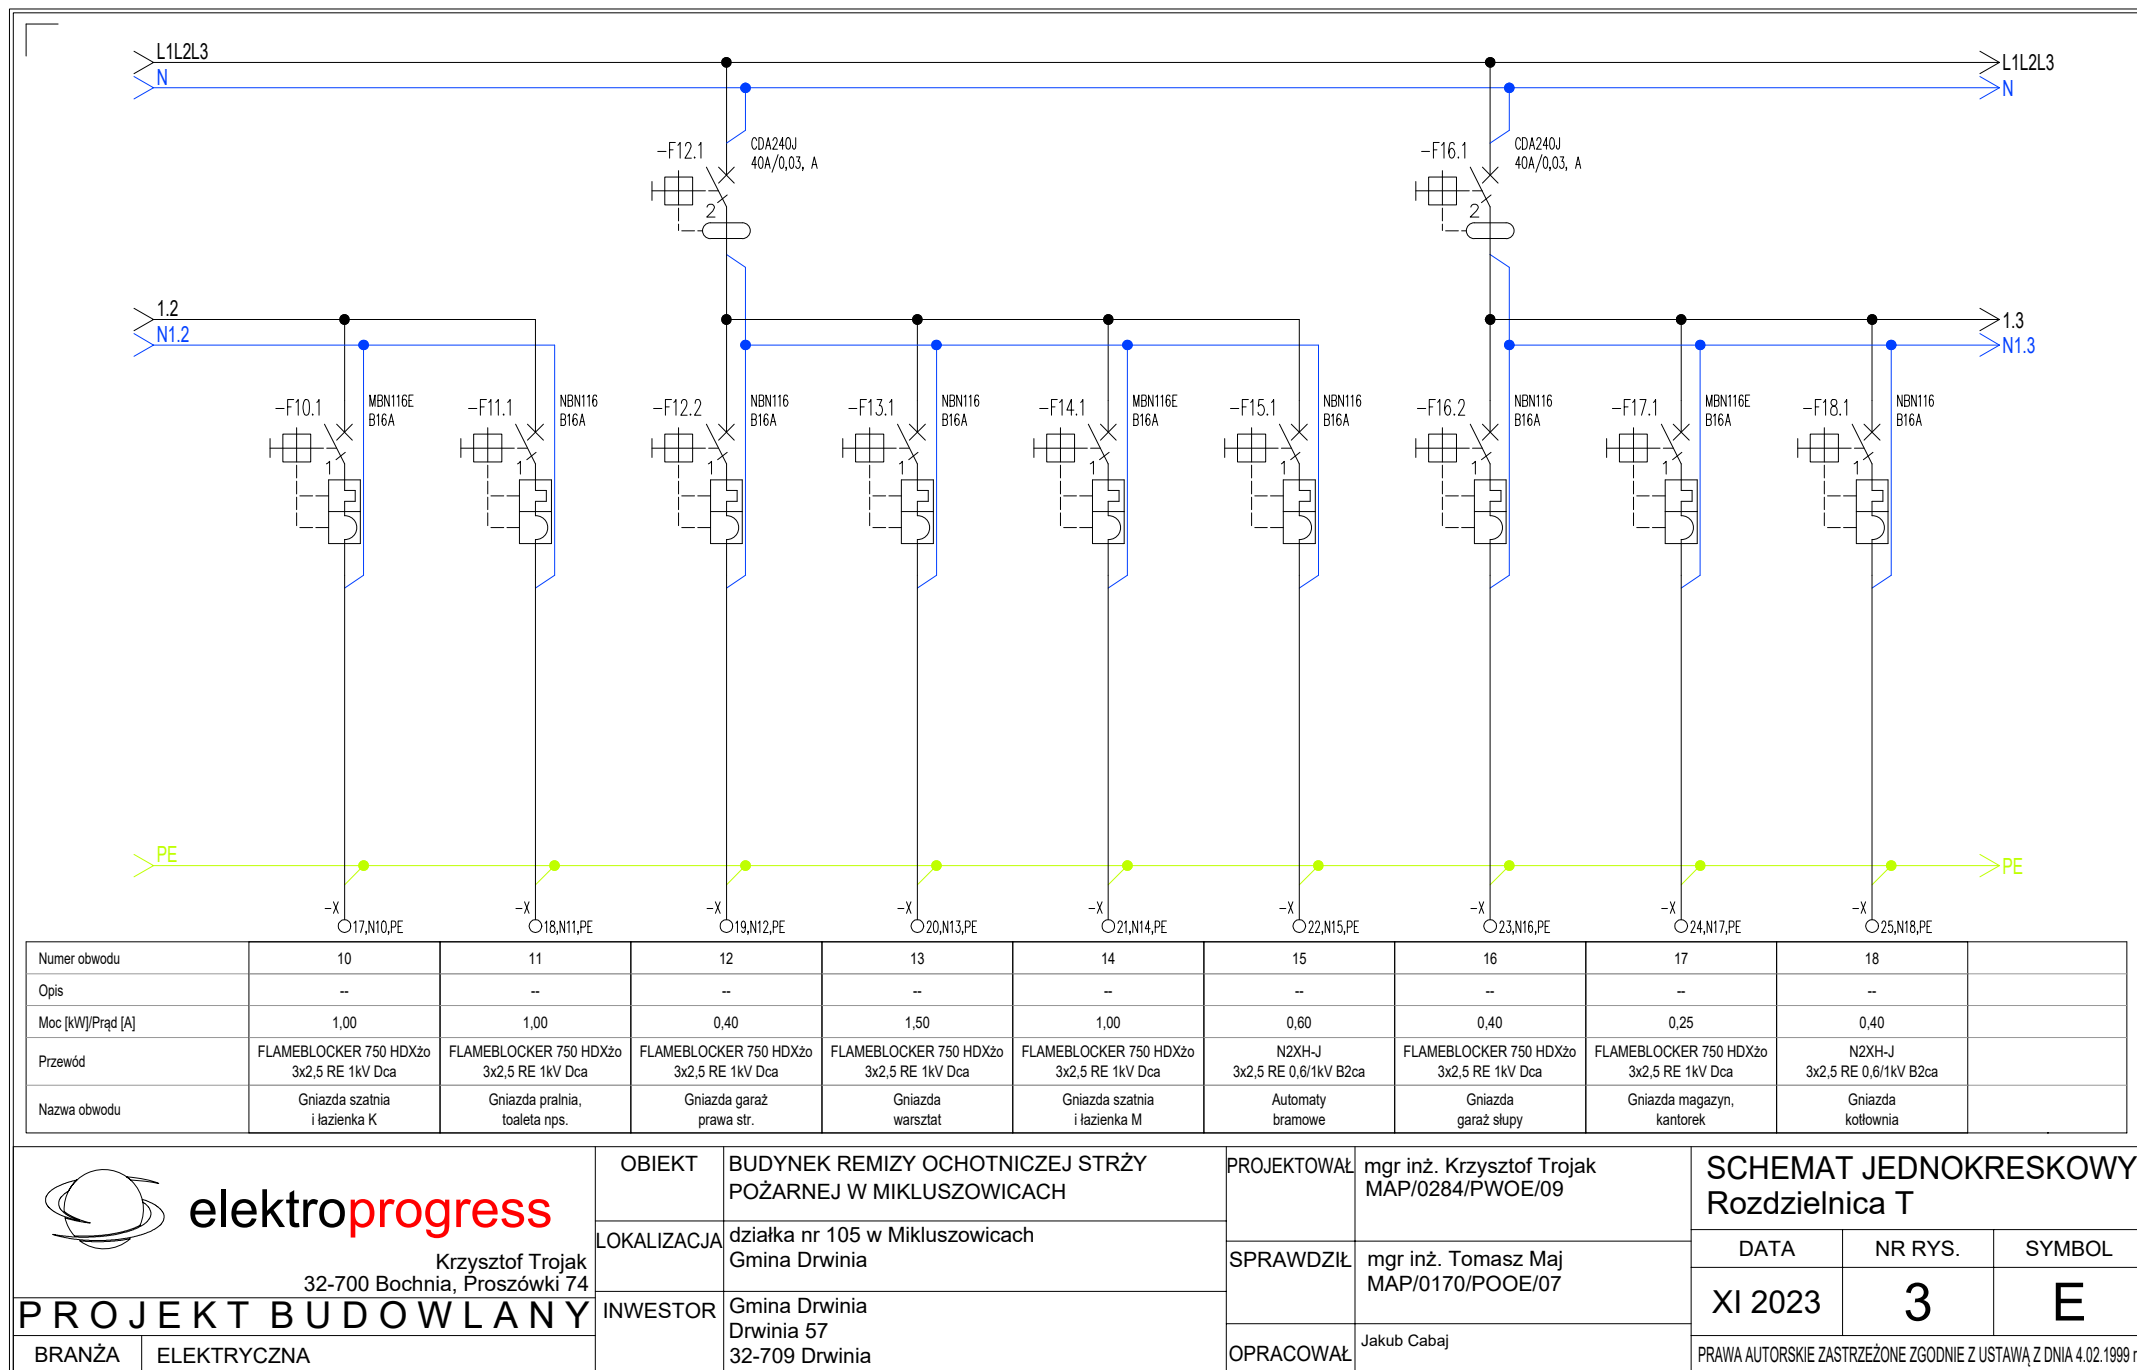 L1L2L3
L1L2L3
N
N
-F12.1
CDA240J
40A/0,03, A
2
-F16.1
CDA240J
40A/0,03, A
2
1.2
1.3
N1.2
N1.3
-F10.1
MBN116E
B16A
1
-F11.1
NBN116
B16A
1
-F12.2
NBN116
B16A
1
-F13.1
NBN116
B16A
1
-F14.1
MBN116E
B16A
1
-F15.1
NBN116
B16A
1
-F16.2
NBN116
B16A
1
-F17.1
MBN116E
B16A
1
-F18.1
NBN116
B16A
1
PE
PE
-X
17,N10,PE
-X
18,N11,PE
-X
19,N12,PE
-X
20,N13,PE
-X
21,N14,PE
-X
22,N15,PE
-X
23,N16,PE
-X
24,N17,PE
-X
25,N18,PE
Numer obwodu 10 11 12 13 14 15 16 17 18
Opis -- -- -- -- -- -- -- -- --
Moc [kW]/Prąd [A] 1,00 1,00 0,40 1,50 1,00 0,60 0,40 0,25 0,40
Przewód
FLAMEBLOCKER 750 HDXżo
3x2,5 RE 1kV Dca
FLAMEBLOCKER 750 HDXżo
3x2,5 RE 1kV Dca
FLAMEBLOCKER 750 HDXżo
3x2,5 RE 1kV Dca
FLAMEBLOCKER 750 HDXżo
3x2,5 RE 1kV Dca
FLAMEBLOCKER 750 HDXżo
3x2,5 RE 1kV Dca
N2XH-J
3x2,5 RE 0,6/1kV B2ca
FLAMEBLOCKER 750 HDXżo
3x2,5 RE 1kV Dca
FLAMEBLOCKER 750 HDXżo
3x2,5 RE 1kV Dca
N2XH-J
3x2,5 RE 0,6/1kV B2ca
Nazwa obwodu
Gniazda szatnia
i łazienka K
Gniazda pralnia,
toaleta nps.
Gniazda garaż
prawa str.
Gniazda
warsztat
Gniazda szatnia
i łazienka M
Automaty
bramowe
Gniazda
garaż słupy
Gniazda magazyn,
kantorek
Gniazda
kotłownia
elektroprogress
Krzysztof Trojak
32-700 Bochnia, Proszówki 74
PROJEKT BUDOWLANY
BRANŻA ELEKTRYCZNA
OBIEKT
BUDYNEK REMIZY OCHOTNICZEJ STRŻY
POŻARNEJ W MIKLUSZOWICACH
LOKALIZACJA
działka nr 105 w Mikluszowicach
Gmina Drwinia
INWESTOR
Gmina Drwinia
Drwinia 57
32-709 Drwinia
PROJEKTOWAŁ
mgr inż. Krzysztof Trojak
MAP/0284/PWOE/09
SPRAWDZIŁ
mgr inż. Tomasz Maj
MAP/0170/POOE/07
OPRACOWAŁ
Jakub Cabaj
SCHEMAT JEDNOKRESKOWY
Rozdzielnica T
DATA NR RYS. SYMBOL
XI 2023 3 E
PRAWA AUTORSKIE ZASTRZEŻONE ZGODNIE Z USTAWĄ Z DNIA 4.02.1999 r